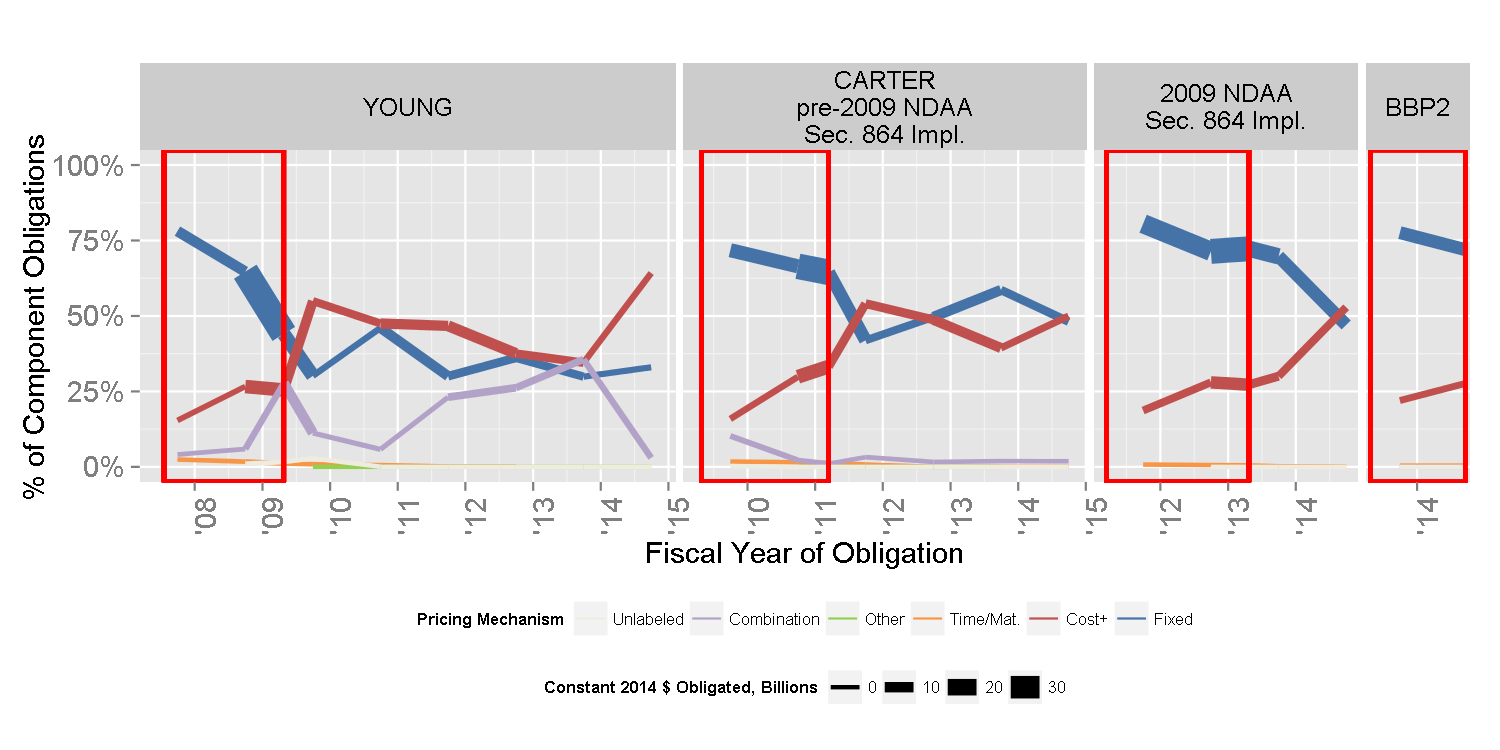 YOUNG
CARTER
pre-2009 NDAA
Sec. 864 Impl.
2009 NDAA
Sec. 864 Impl.
BBP2
% of Component Obligations
100%
75%
50%
25%
0%
'08
'09
'10
'11
'12
'13
'14
'15
'10
'11
'12
'13
'14
'15
'12
'13
'14
'14
Fiscal Year of Obligation
Pricing Mechanism Unlabeled Combination Other Time/Mat. Cost+ Fixed
Constant 2014 $ Obligated, Billions 0 10 20 30